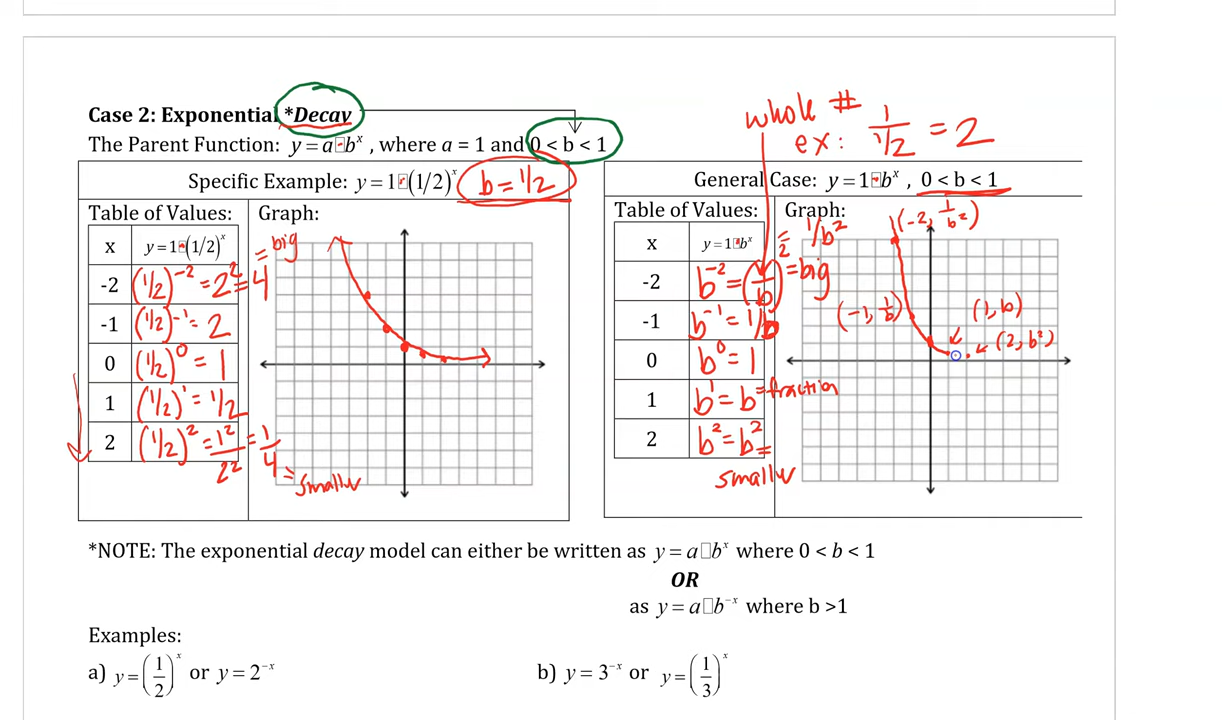 Case 2: Exponential *Decay
The Parent Function: y = a·b^x , where a = 1 and 0 < b < 1
whole #
ex: 1/(1/2) = 2
Specific Example: y = 1·(1/2)^x b = 1/2
Table of Values: Graph:
x y = 1·(1/2)^x
-2 (1/2)^-2 = 2^2 = 4 = big
-1 (1/2)^-1 = 2
0 (1/2)^0 = 1
1 (1/2)^1 = 1/2
2 (1/2)^2 = 1^2/2^2 = 1/4 = smaller
General Case: y = 1·b^x , 0 < b < 1
Table of Values: Graph:
x y = 1·b^x
-2 b^-2 = (1/b)^2 = 1/b^2 = big
-1 b^-1 = 1/b
0 b^0 = 1
1 b^1 = b = fraction
2 b^2 = b^2 = smaller
(-2, 1/b^2)
(-1, 1/b) (1, b)
(2, b^2)
*NOTE: The exponential decay model can either be written as y = a□b^x where 0 < b < 1
OR
as y = a□b^-x where b >1
Examples:
a) y = (1/2)^x or y = 2^-x b) y = 3^-x or y = (1/3)^x